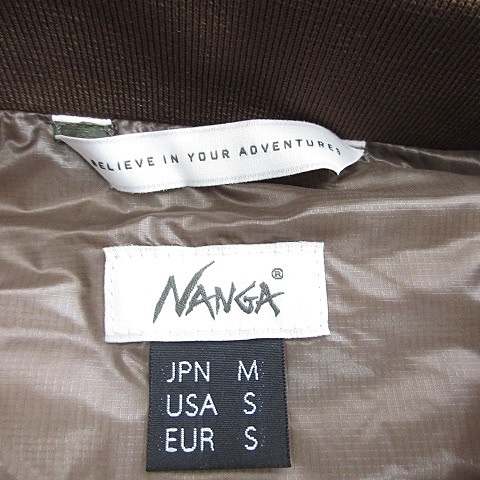 BELIEVE IN YOUR ADVENTURES
NANGA®
JPN M
USA S
EUR S